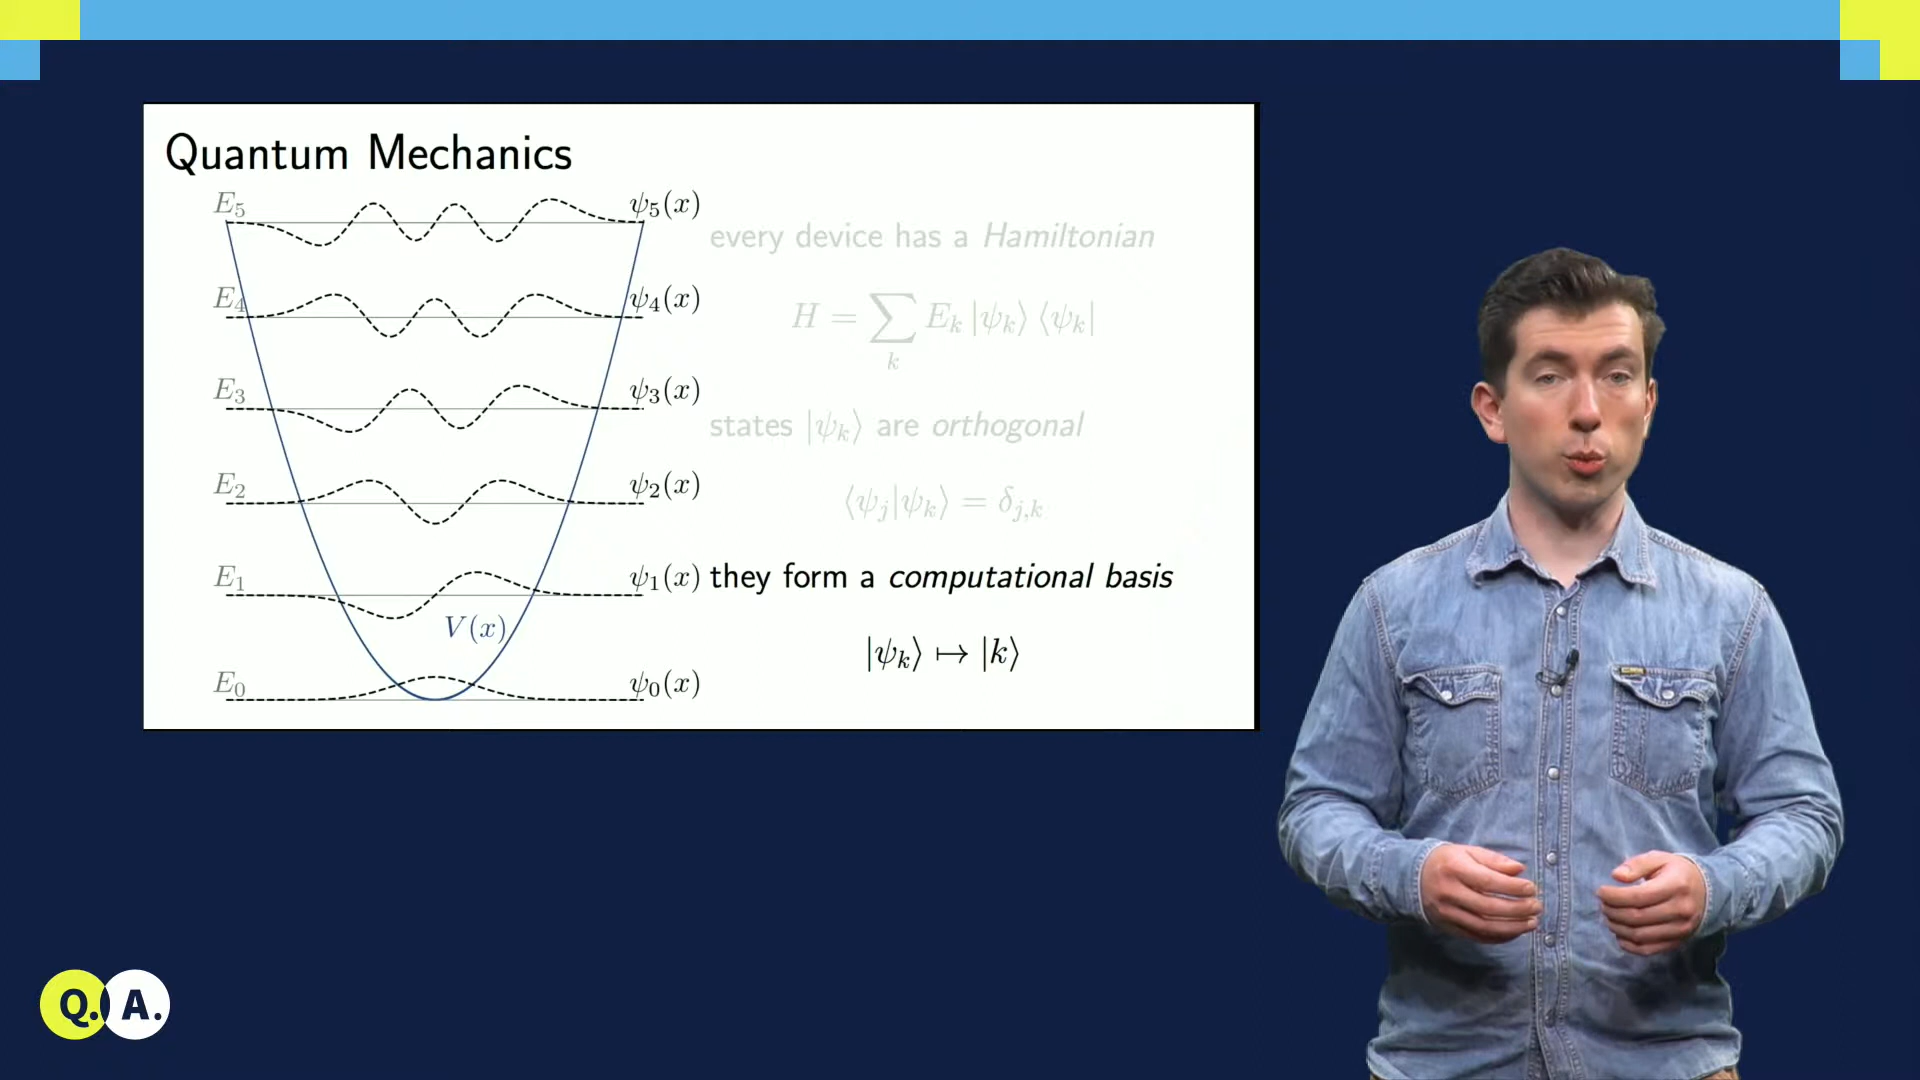 Quantum Mechanics
E₅ ψ₅(x)
every device has a Hamiltonian
E₄ ψ₄(x)
H = ∑ₖ Eₖ |ψₖ⟩ ⟨ψₖ|
E₃ ψ₃(x)
states |ψₖ⟩ are orthogonal
E₂ ψ₂(x)
⟨ψⱼ|ψₖ⟩ = δⱼ,ₖ
E₁ ψ₁(x)
they form a computational basis
V(x)
|ψₖ⟩ ↦ |k⟩
E₀ ψ₀(x)
Q. A.